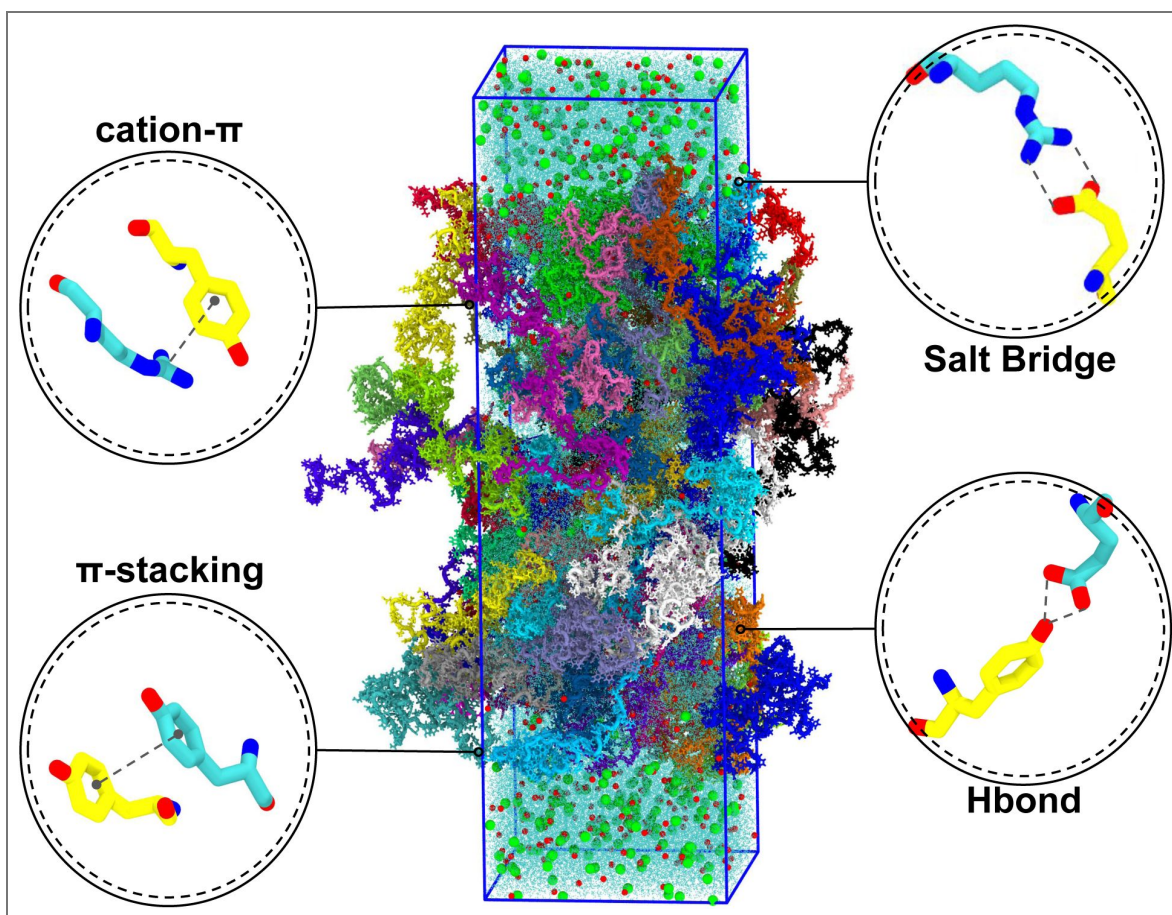 cation-π
Salt Bridge
π-stacking
Hbond